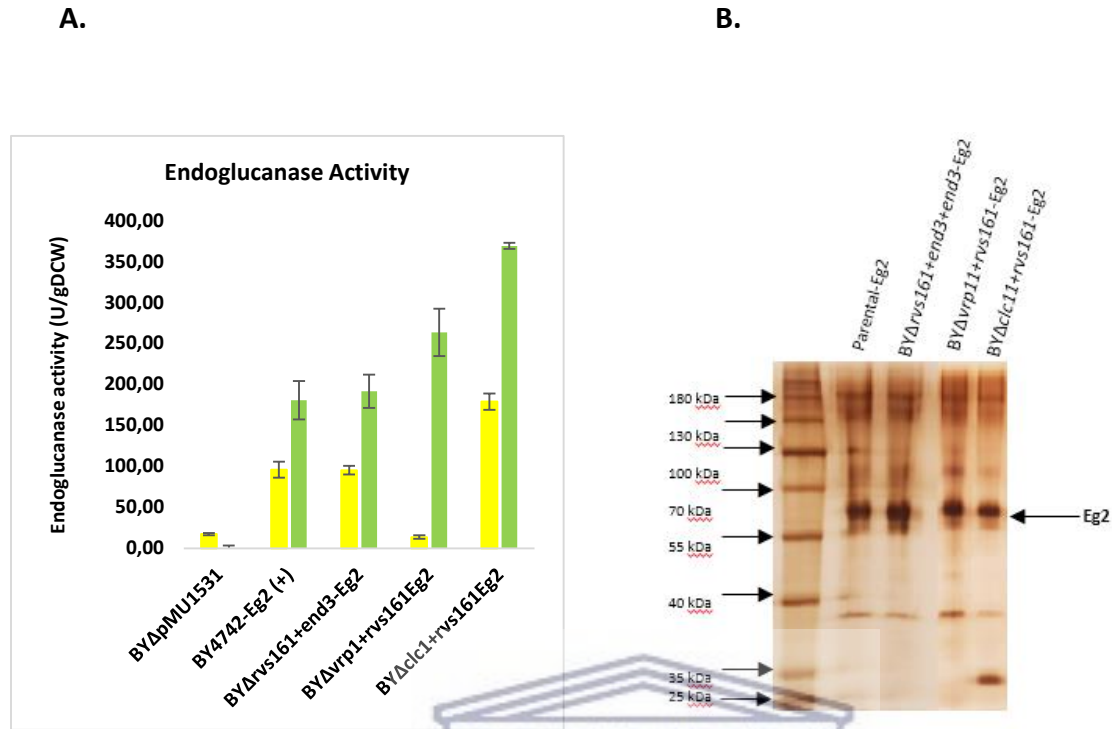 A.
B.
Endoglucanase Activity
Endoglucanase activity (U/gDCW)
400,00
350,00
300,00
250,00
200,00
150,00
100,00
50,00
0,00
BYΔpMU1531
BY4742-Eg2 (+)
BYΔrvs161+end3-Eg2
BYΔvrp1+rvs161Eg2
BYΔclc1+rvs161Eg2
Parental-Eg2
BYΔrvs161+end3+end3-Eg2
BYΔvrp11+rvs161-Eg2
BYΔclc11+rvs161-Eg2
180 kDa
130 kDa
100 kDa
70 kDa
55 kDa
40 kDa
35 kDa
25 kDa
Eg2